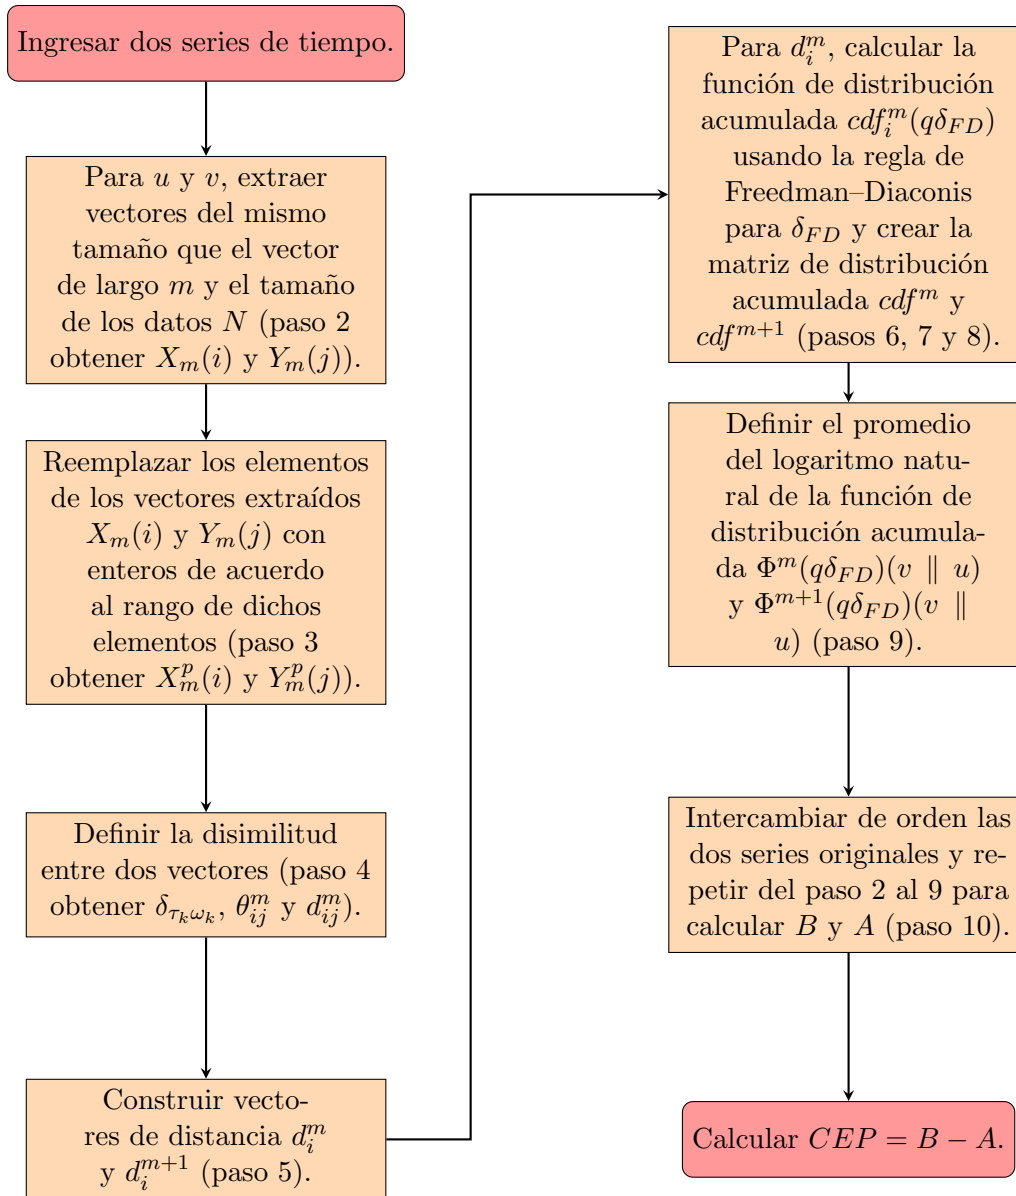 Ingresar dos series de tiempo.
Para u y v, extraer
vectores del mismo
tamaño que el vector
de largo m y el tamaño
de los datos N (paso 2
obtener X_m(i) y Y_m(j)).
Reemplazar los elementos
de los vectores extraídos
X_m(i) y Y_m(j) con
enteros de acuerdo
al rango de dichos
elementos (paso 3
obtener X_m^p(i) y Y_m^p(j)).
Definir la disimilitud
entre dos vectores (paso 4
obtener δ_{τ_k ω_k}, θ_{ij}^m y d_{ij}^m).
Construir vecto-
res de distancia d_i^m
y d_i^{m+1} (paso 5).
Para d_i^m, calcular la
función de distribución
acumulada cdf_i^m(qδ_{FD})
usando la regla de
Freedman–Diaconis
para δ_{FD} y crear la
matriz de distribución
acumulada cdf^m y
cdf^{m+1} (pasos 6, 7 y 8).
Definir el promedio
del logaritmo natu-
ral de la función de
distribución acumula-
da Φ^m(qδ_{FD})(v ∥ u)
y Φ^{m+1}(qδ_{FD})(v ∥
u) (paso 9).
Intercambiar de orden las
dos series originales y re-
petir del paso 2 al 9 para
calcular B y A (paso 10).
Calcular CEP = B − A.